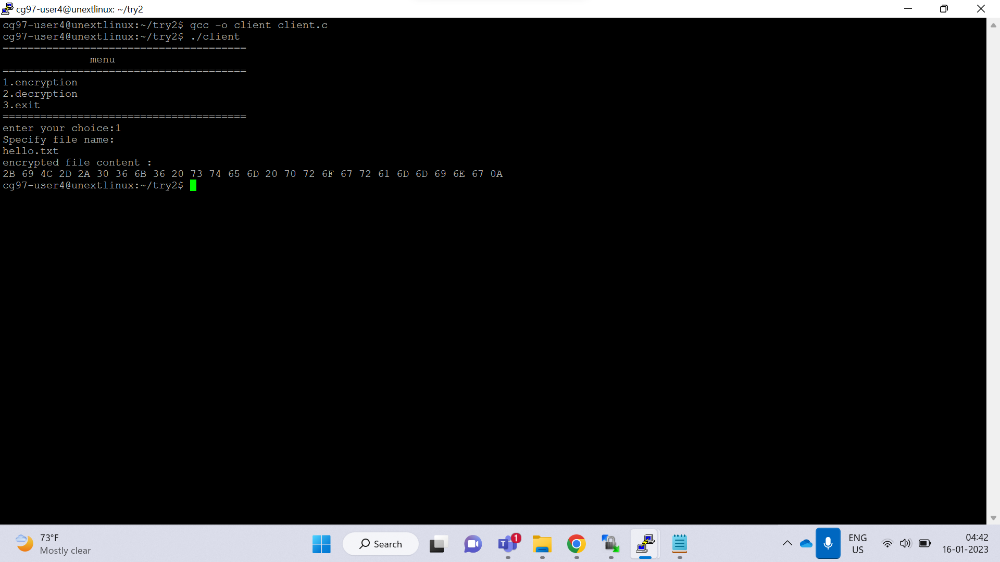 cg97-user4@unextlinux: ~/try2
cg97-user4@unextlinux:~/try2$ gcc -o client client.c
cg97-user4@unextlinux:~/try2$ ./client
=======================================
menu
=======================================
1.encryption
2.decryption
3.exit
=======================================
enter your choice:1
Specify file name:
hello.txt
encrypted file content :
2B 69 4C 2D 2A 30 36 6B 36 20 73 74 65 6D 20 70 72 6F 67 72 61 6D 6D 69 6E 67 0A
cg97-user4@unextlinux:~/try2$
73°F
Mostly clear
Search
T
1
ENG
US
04:42
16-01-2023